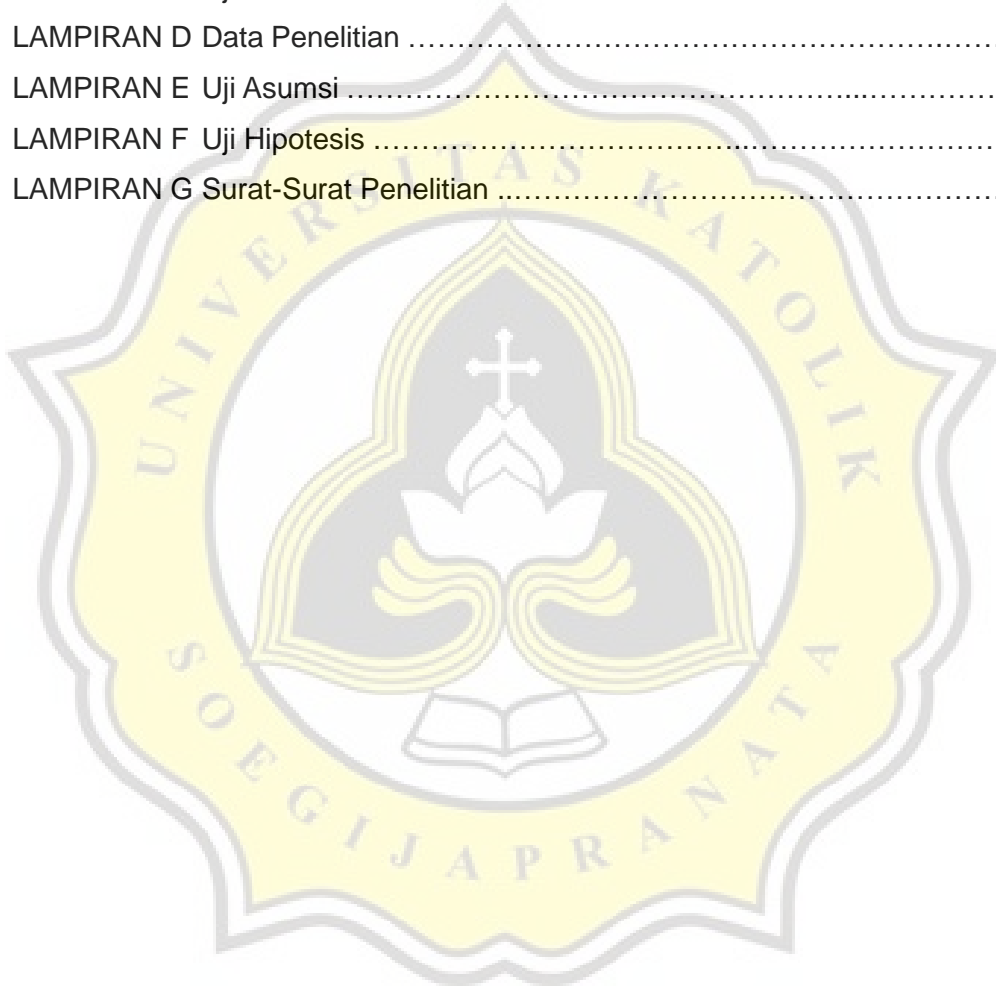 LAMPIRAN D Data Penelitian ……………………………………………………..……
LAMPIRAN E Uji Asumsi ……………………………………………………...……………
LAMPIRAN F Uji Hipotesis ………………………………………..…………………………
LAMPIRAN G Surat-Surat Penelitian ..………………………………..……………………
UNIVERSITAS KATOLIK
SOEGIJAPRANATA